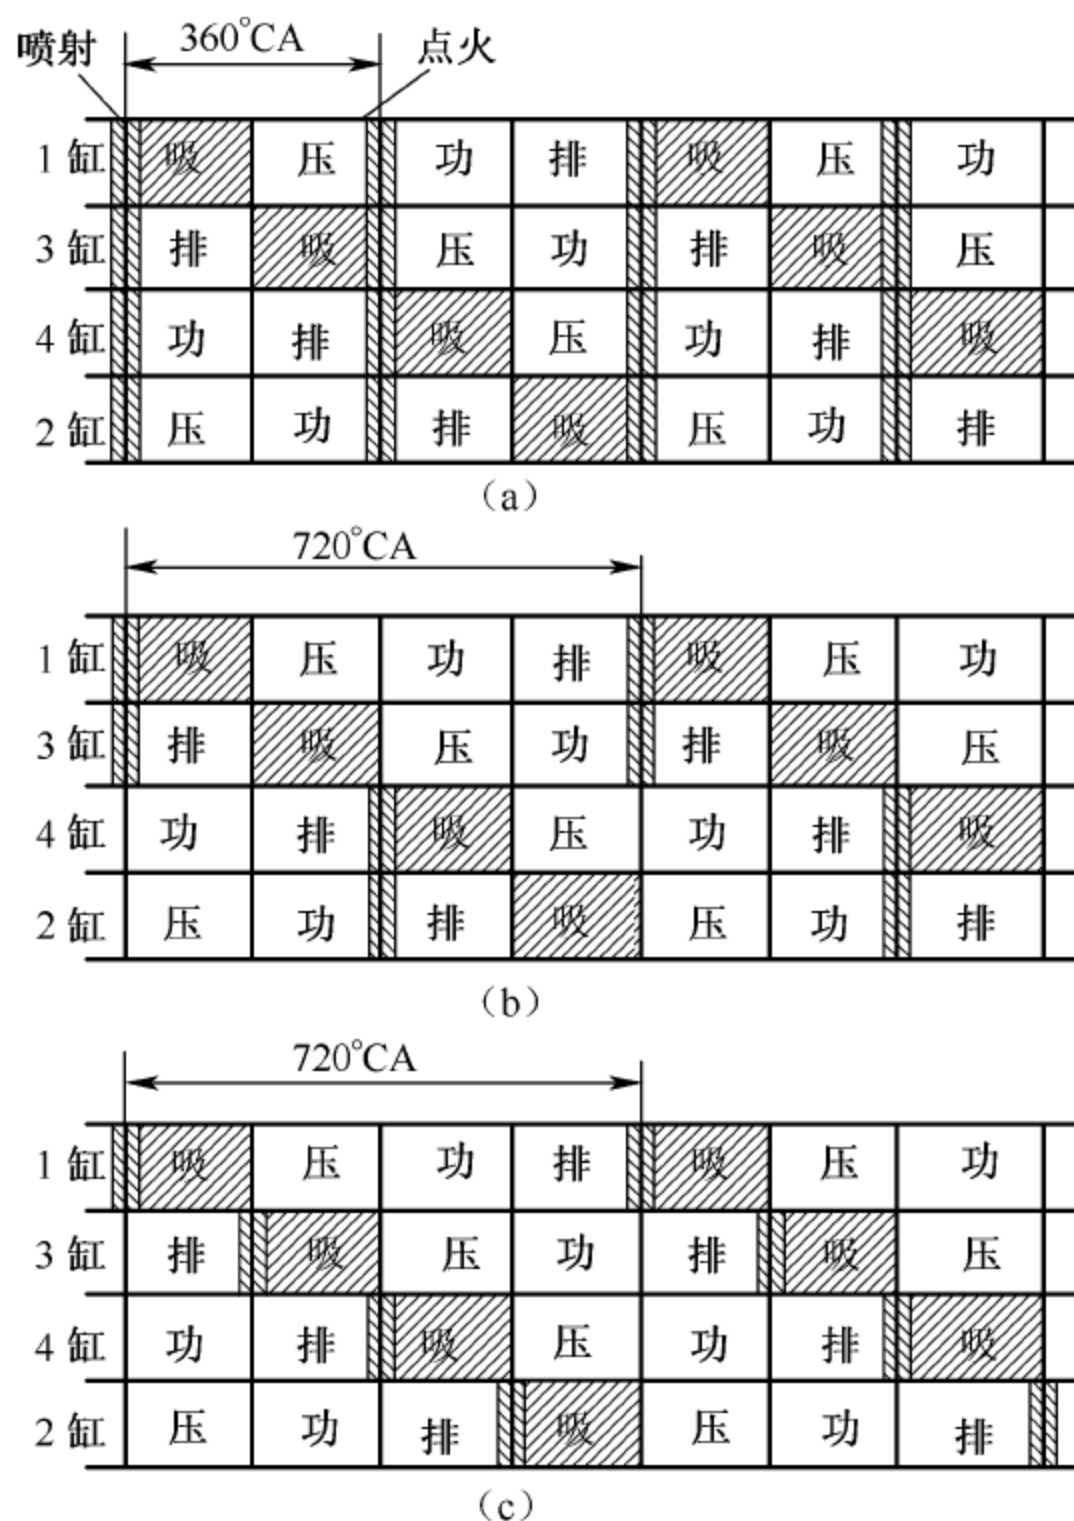 喷射 360°CA 点火
1缸 吸 压 功 排 吸 压 功
3缸 排 吸 压 功 排 吸 压
4缸 功 排 吸 压 功 排 吸
2缸 压 功 排 吸 压 功 排
(a)
720°CA
1缸 吸 压 功 排 吸 压 功
3缸 排 吸 压 功 排 吸 压
4缸 功 排 吸 压 功 排 吸
2缸 压 功 排 吸 压 功 排
(b)
720°CA
1缸 吸 压 功 排 吸 压 功
3缸 排 吸 压 功 排 吸 压
4缸 功 排 吸 压 功 排 吸
2缸 压 功 排 吸 压 功 排
(c)